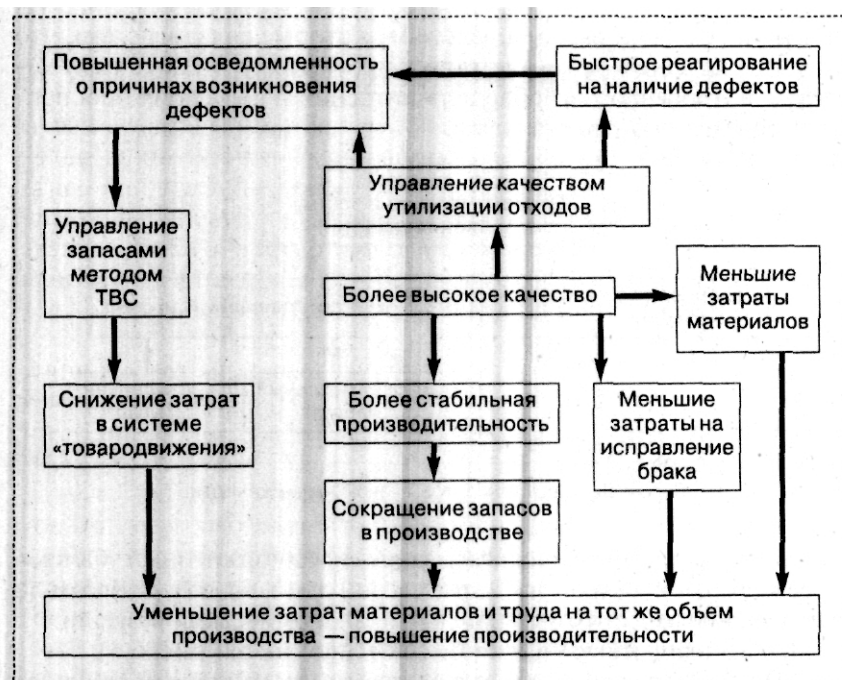 Повышенная осведомленность
о причинах возникновения
дефектов
Быстрое реагирование
на наличие дефектов
Управление качеством
утилизации отходов
Управление
запасами
методом
ТВС
Более высокое качество
Меньшие
затраты
материалов
Снижение затрат
в системе
«товародвижения»
Более стабильная
производительность
Меньшие
затраты на
исправление
брака
Сокращение запасов
в производстве
Уменьшение затрат материалов и труда на тот же объем
производства — повышение производительности